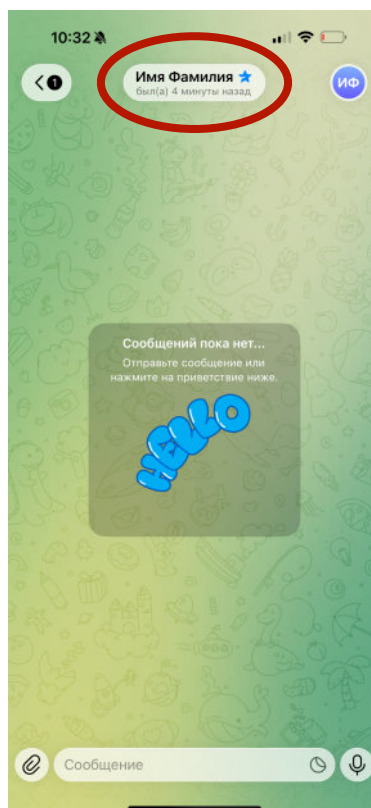 10:32
1
Имя Фамилия
был(а) 4 минуты назад
ИФ
Сообщений пока нет...
Отправьте сообщение или
нажмите на приветствие ниже.
HELLO
Сообщение